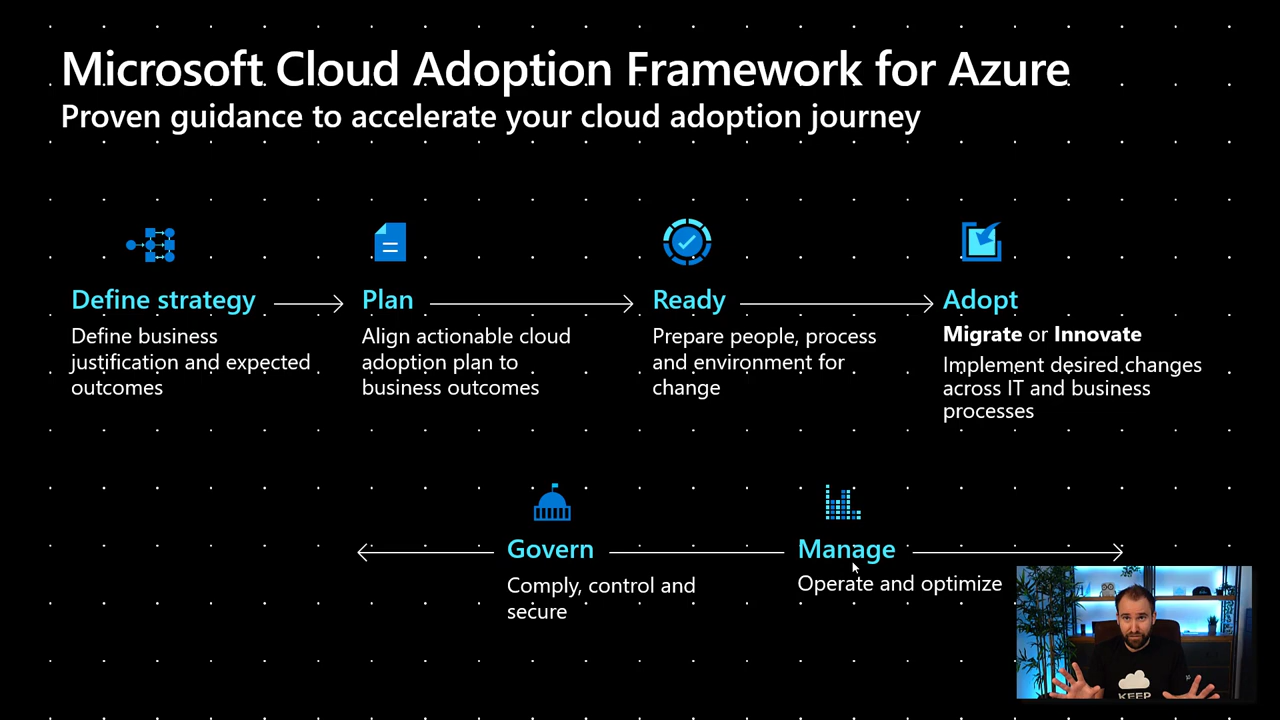 Microsoft Cloud Adoption Framework for Azure
Proven guidance to accelerate your cloud adoption journey
Define strategy
Define business
justification and expected
outcomes
Plan
Align actionable cloud
adoption plan to
business outcomes
Ready
Prepare people, process
and environment for
change
Adopt
Migrate or Innovate
Implement desired changes
across IT and business
processes
Govern
Comply, control and
secure
Manage
Operate and optimize
KEEP